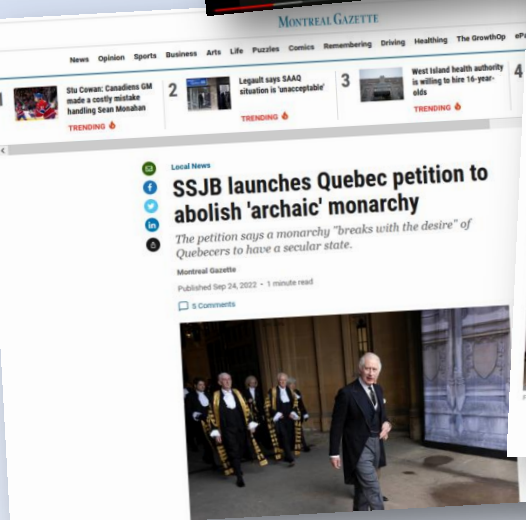 MONTREAL GAZETTE
News Opinion Sports Business Arts Life Puzzles Comics Remembering Driving Healthing The GrowthOp
Stu Cowan: Canadiens GM
made a costly mistake
handling Sean Monahan
TRENDING
2
Legault says SAAQ
situation is 'unacceptable'
TRENDING
3
West Island health authority
is willing to hire 16-year-
olds
TRENDING
4
Local News
SSJB launches Quebec petition to
abolish 'archaic' monarchy
The petition says a monarchy "breaks with the desire" of
Quebecers to have a secular state.
Montreal Gazette
Published Sep 24, 2022 • 1 minute read
5 Comments